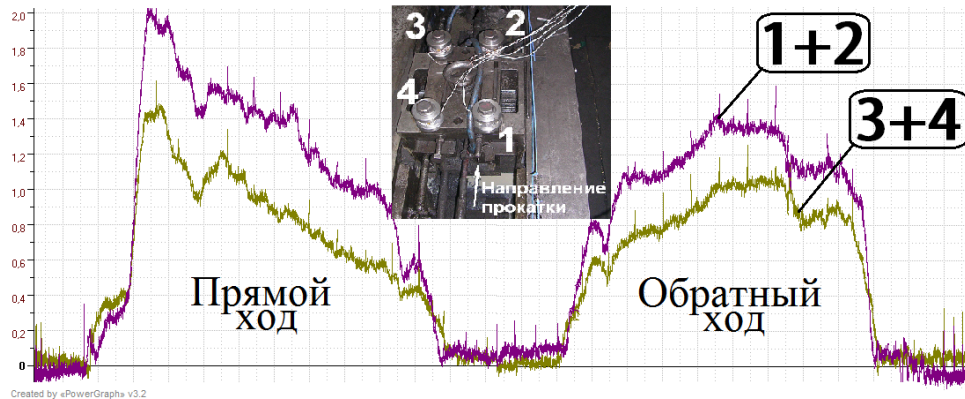 2,0
1,8
1,6
1,4
1,2
1,0
0,8
0,6
0,4
0,2
0
3
2
4
1
Направление
прокатки
1+2
3+4
Прямой
ход
Обратный
ход
Created by «PowerGraph» v3.2